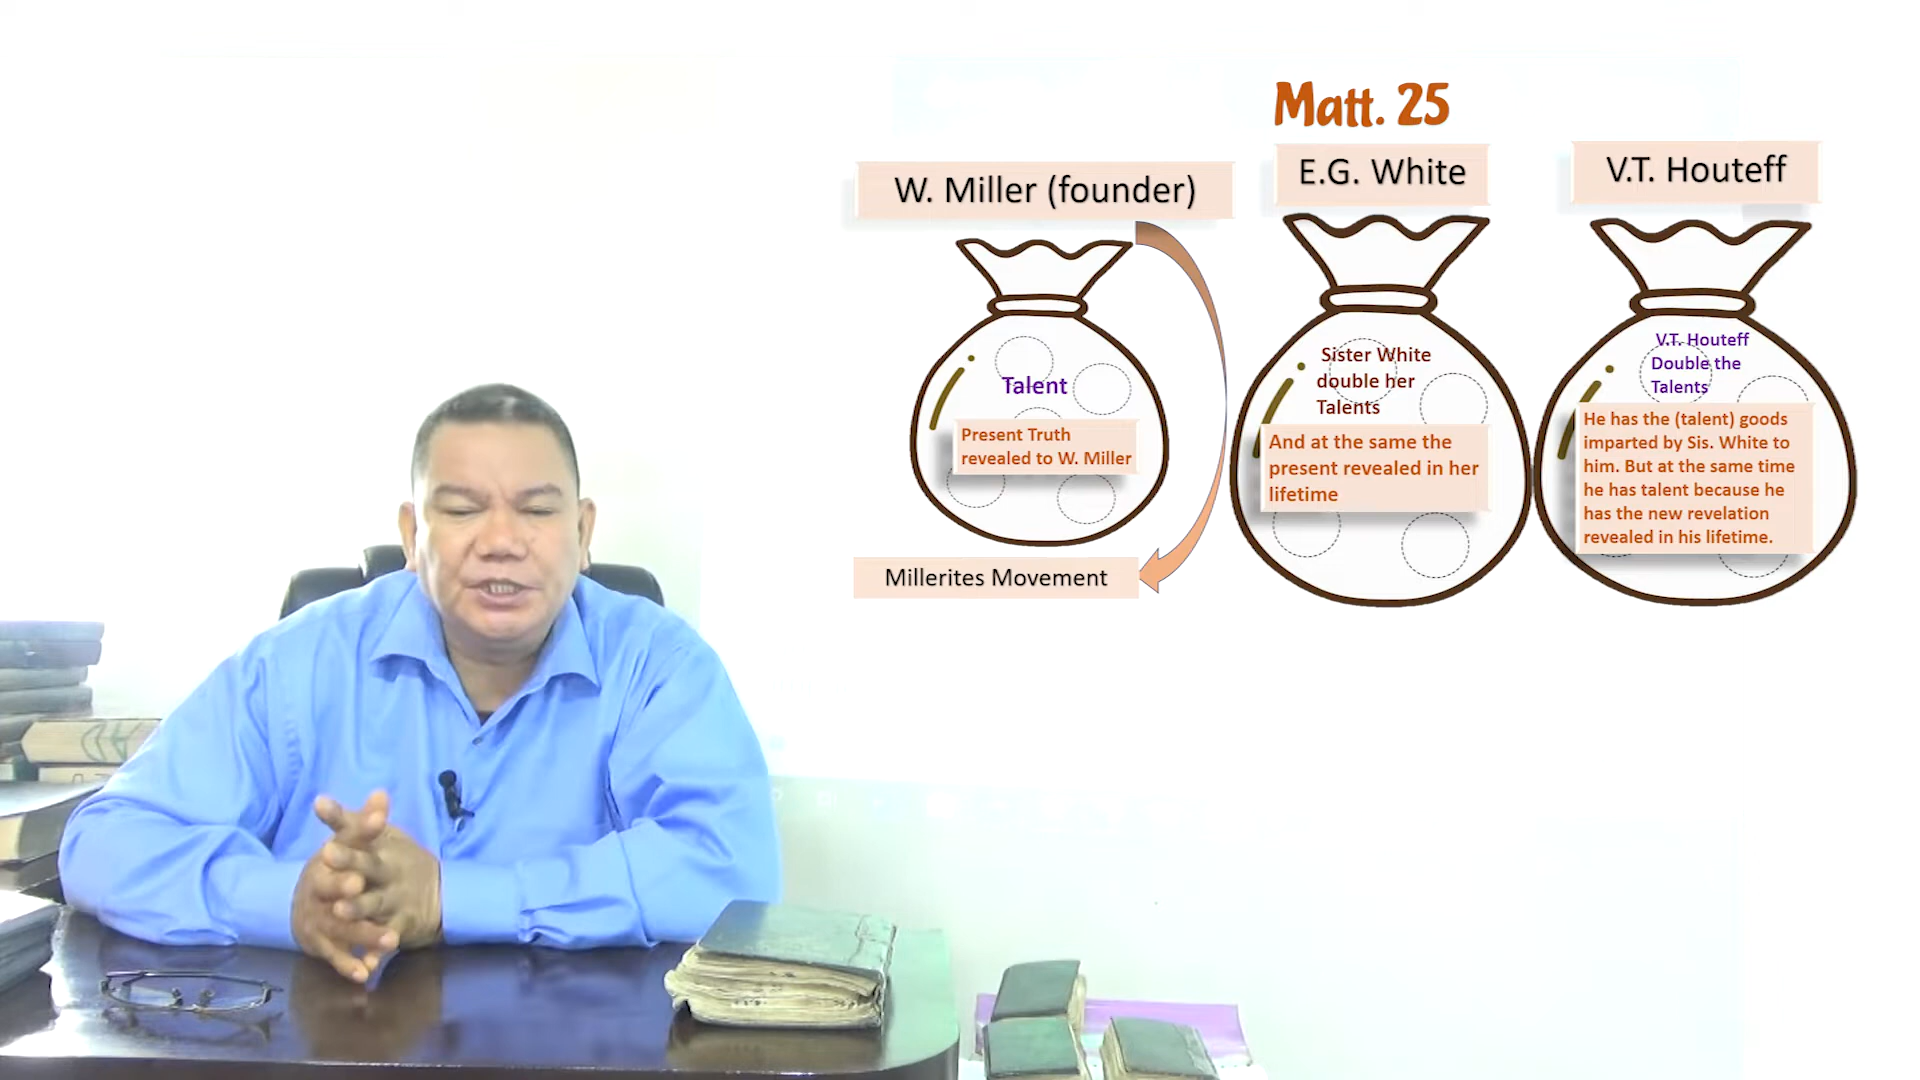 Matt. 25
W. Miller (founder)
E.G. White
V.T. Houteff
Talent
Present Truth
revealed to W. Miller
Millerites Movement
Sister White
double her
Talents
And at the same the
present revealed in her
lifetime
V.T. Houteff
Double the
Talents
He has the (talent) goods
imparted by Sis. White to
him. But at the same time
he has talent because he
has the new revelation
revealed in his lifetime.